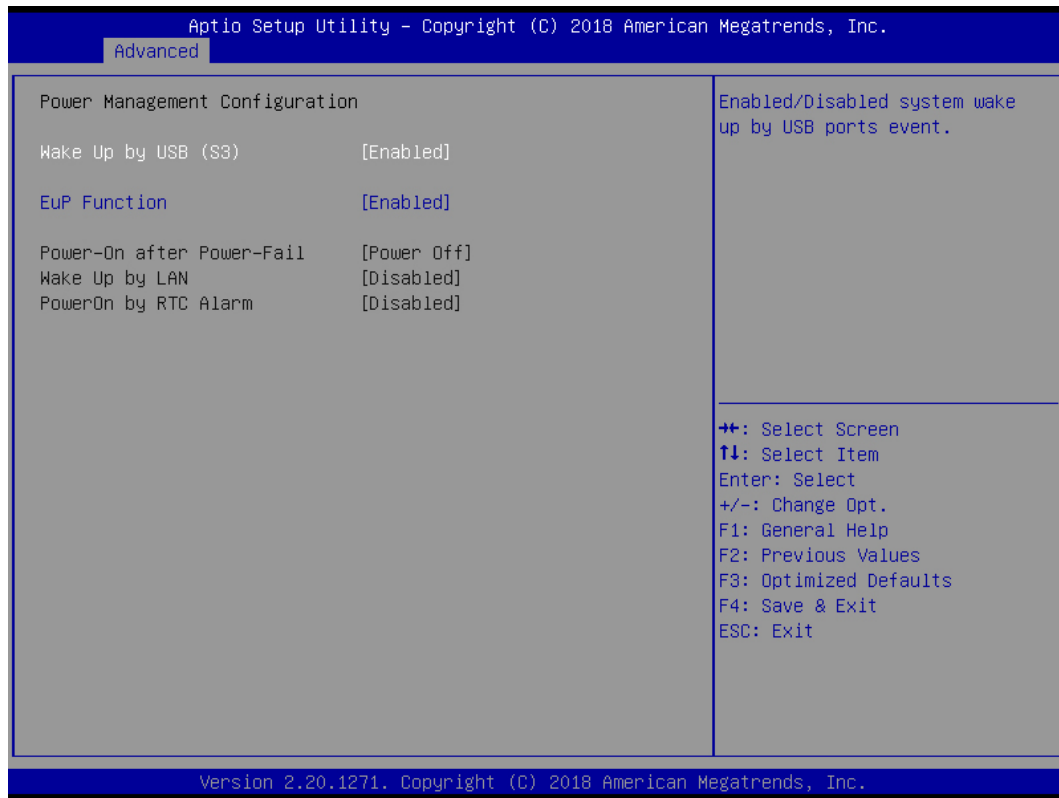 Aptio Setup Utility – Copyright (C) 2018 American Megatrends, Inc.
Advanced
Power Management Configuration
Wake Up by USB (S3) [Enabled]
EuP Function [Enabled]
Power-On after Power-Fail [Power Off]
Wake Up by LAN [Disabled]
PowerOn by RTC Alarm [Disabled]
Enabled/Disabled system wake
up by USB ports event.
→←: Select Screen
↑↓: Select Item
Enter: Select
+/-: Change Opt.
F1: General Help
F2: Previous Values
F3: Optimized Defaults
F4: Save & Exit
ESC: Exit
Version 2.20.1271. Copyright (C) 2018 American Megatrends, Inc.